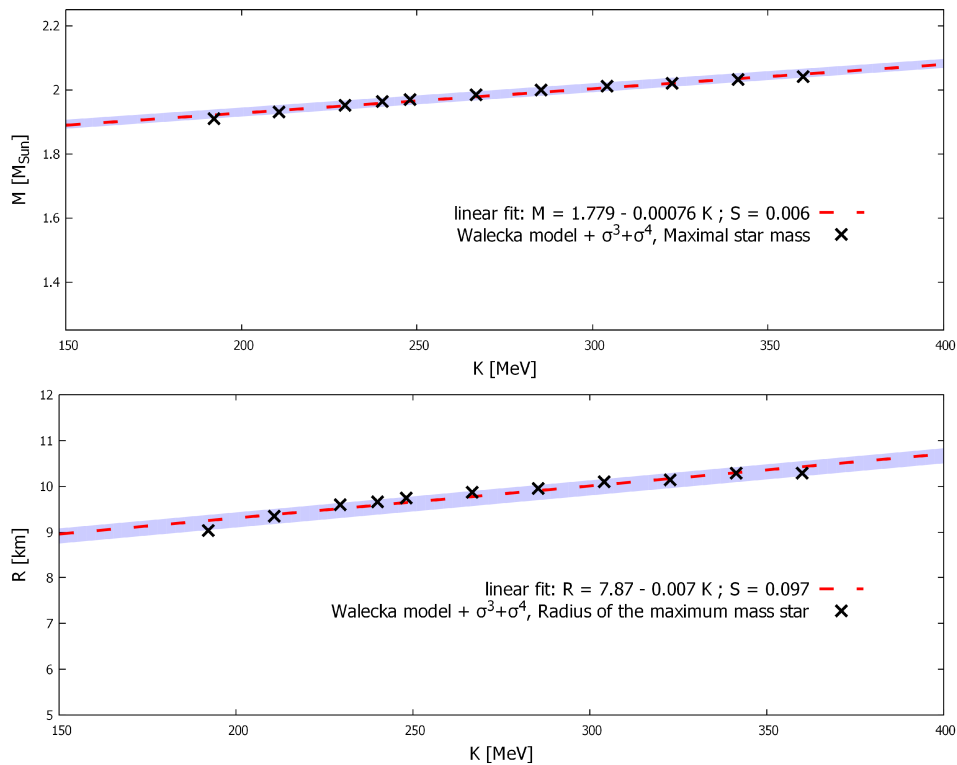 2.2
2
1.8
1.6
1.4
M [M_Sun]
linear fit: M = 1.779 - 0.00076 K ; S = 0.006
Walecka model + σ³+σ⁴, Maximal star mass
150 200 250 300 350 400
K [MeV]
12
11
10
9
8
7
6
5
R [km]
linear fit: R = 7.87 - 0.007 K ; S = 0.097
Walecka model + σ³+σ⁴, Radius of the maximum mass star
150 200 250 300 350 400
K [MeV]